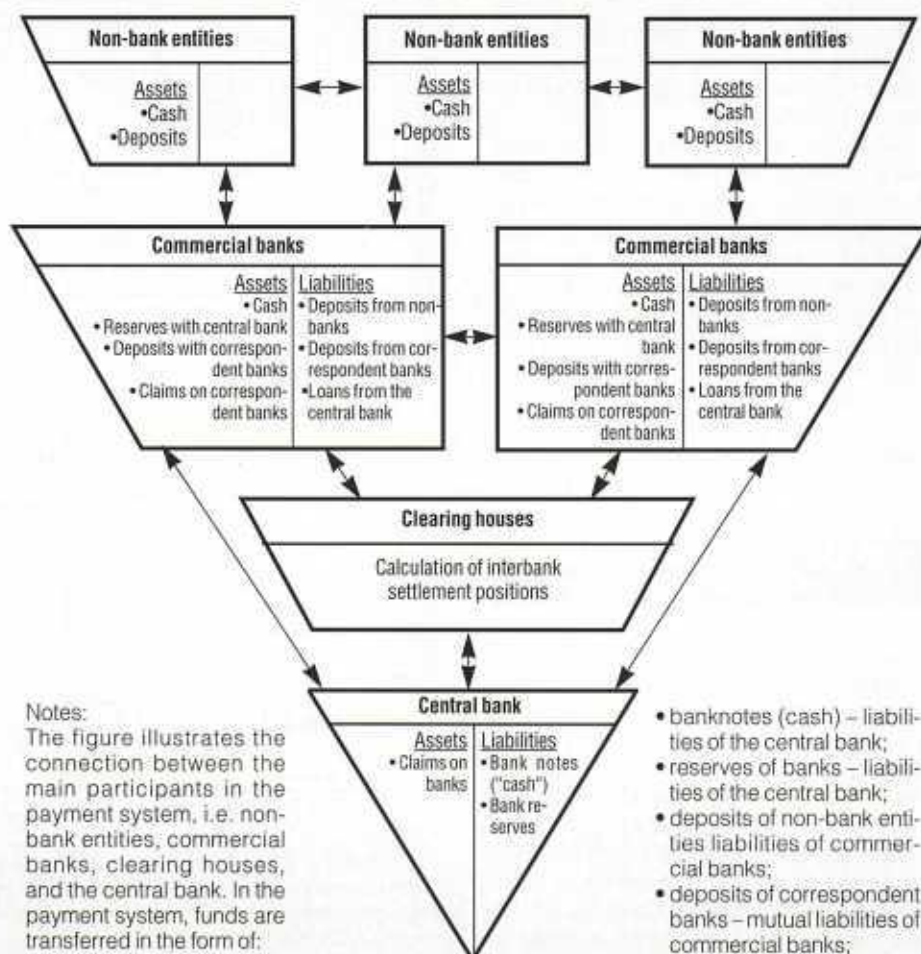 Non-bank entities
Assets
•Cash
•Deposits
Non-bank entities
Assets
•Cash
•Deposits
Non-bank entities
Assets
•Cash
•Deposits
Commercial banks
Assets
• Cash
• Reserves with central bank
• Deposits with correspon-
dent banks
• Claims on correspon-
dent banks
Liabilities
• Deposits from non-
banks
• Deposits from cor-
respondent banks
• Loans from the
central bank
Commercial banks
Assets
• Cash
• Reserves with central
bank
• Deposits with corres-
pondent banks
• Claims on correspon-
dent banks
Liabilities
• Deposits from non-
banks
• Deposits from cor-
respondent banks
• Loans from the
central bank
Clearing houses
Calculation of interbank
settlement positions
Central bank
Assets
• Claims on
banks
Liabilities
• Bank notes
("cash")
• Bank re-
serves
Notes:
The figure illustrates the
connection between the
main participants in the
payment system, i.e. non-
bank entities, commercial
banks, clearing houses,
and the central bank. In the
payment system, funds are
transferred in the form of:
• banknotes (cash) – liabili-
ties of the central bank;
• reserves of banks – liabili-
ties of the central bank;
• deposits of non-bank enti-
ties liabilities of commer-
cial banks;
• deposits of correspondent
banks – mutual liabilities of
commercial banks;